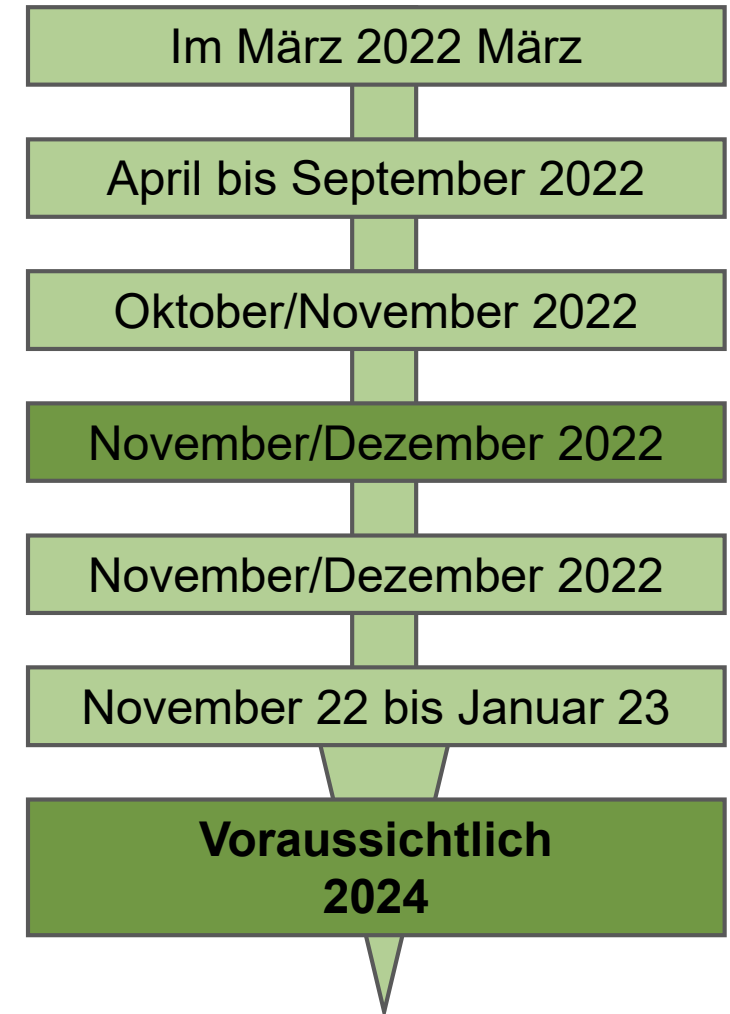 Im März 2022 März
April bis September 2022
Oktober/November 2022
November/Dezember 2022
November/Dezember 2022
November 22 bis Januar 23
Voraussichtlich
2024